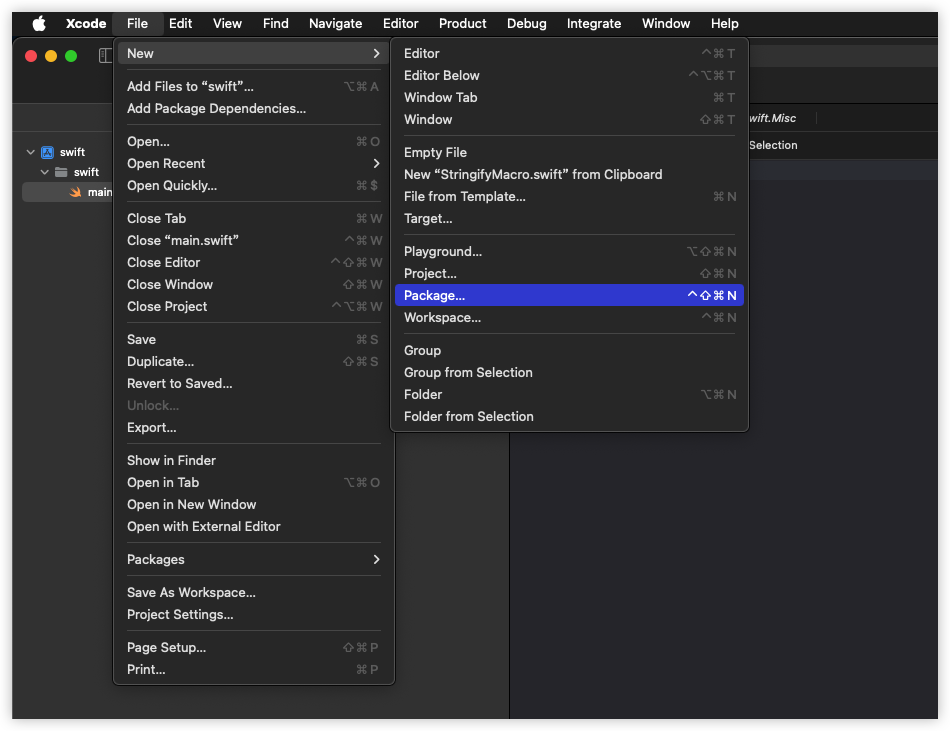 Xcode File Edit View Find Navigate Editor Product Debug Integrate Window Help
New
Add Files to “swift”... ⌥⌘A
Add Package Dependencies...
Open... ⌘O
Open Recent
Open Quickly... ⌘$
Close Tab ⌘W
Close “main.swift” ^⌘W
Close Editor ^⇧⌘W
Close Window ⇧⌘W
Close Project ^⌥⌘W
Save ⌘S
Duplicate... ⇧⌘S
Revert to Saved...
Unlock...
Export...
Show in Finder
Open in Tab ⌥⌘O
Open in New Window
Open with External Editor
Packages
Save As Workspace...
Project Settings...
Page Setup... ⇧⌘P
Print... ⌘P
Editor ^⌘T
Editor Below ^⌥⌘T
Window Tab ⌘T
Window ⇧⌘T
Empty File
New “StringifyMacro.swift” from Clipboard
File from Template... ⌘N
Target...
Playground... ⌥⇧⌘N
Project... ⇧⌘N
Package... ^⇧⌘N
Workspace... ^⌘N
Group
Group from Selection
Folder ⌥⌘N
Folder from Selection
swift
swift
main
wift.Misc
Selection